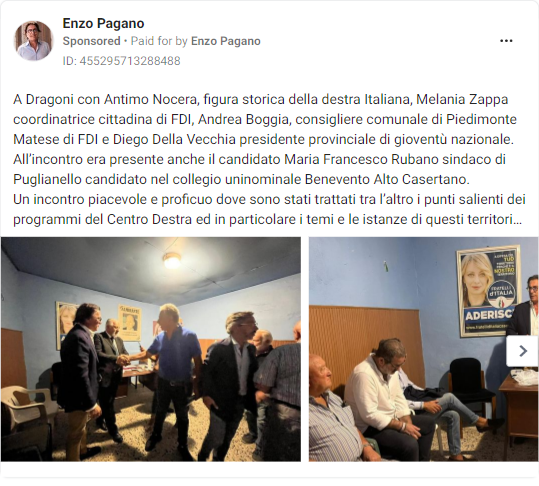 Enzo Pagano
Sponsored • Paid for by Enzo Pagano
ID: 455295713288488
A Dragoni con Antimo Nocera, figura storica della destra Italiana, Melania Zappa
coordinatrice cittadina di FDI, Andrea Boggia, consigliere comunale di Piedimonte
Matese di FDI e Diego Della Vecchia presidente provinciale di gioventù nazionale.
All'incontro era presente anche il candidato Maria Francesco Rubano sindaco di
Puglianello candidato nel collegio uninominale Benevento Alto Casertano.
Un incontro piacevole e proficuo dove sono stati trattati tra l'altro i punti salienti dei
programmi del Centro Destra ed in particolare i temi e le istanze di questi territori…
TUO
NOSTRO
FRATELLI
d'ITALIA
ADERISCI